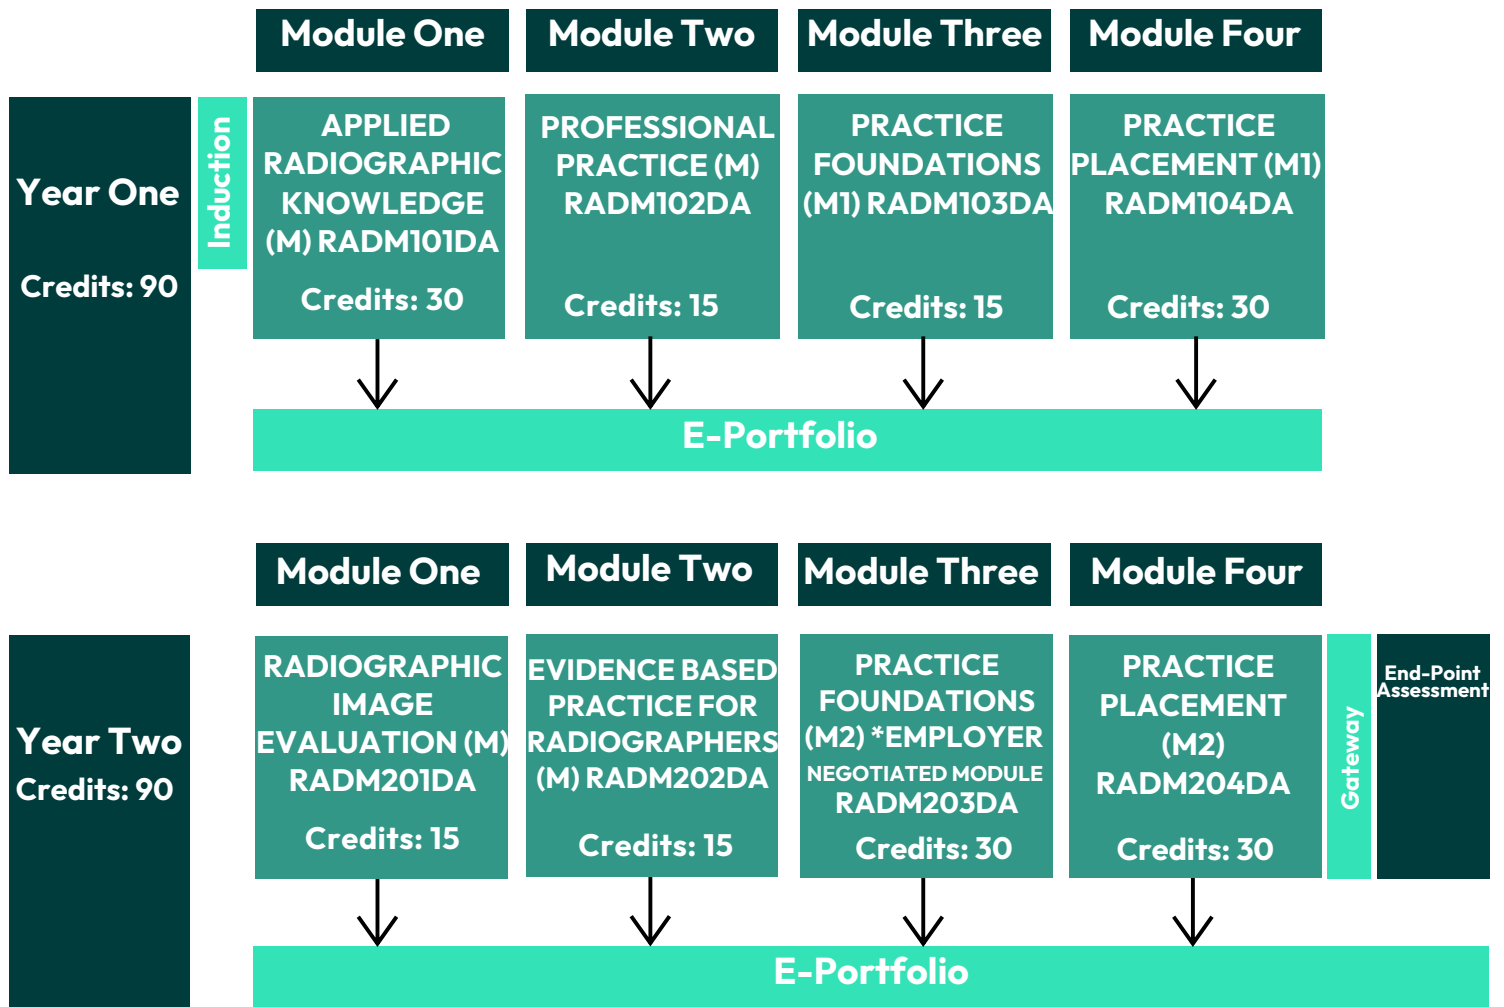 Module One
Module Two
Module Three
Module Four
Year One
Credits: 90
Induction
APPLIED
RADIOGRAPHIC
KNOWLEDGE
(M) RADM101DA
Credits: 30
PROFESSIONAL
PRACTICE (M)
RADM102DA
Credits: 15
PRACTICE
FOUNDATIONS
(M1) RADM103DA
Credits: 15
PRACTICE
PLACEMENT (M1)
RADM104DA
Credits: 30
E-Portfolio
Module One
Module Two
Module Three
Module Four
Year Two
Credits: 90
RADIOGRAPHIC
IMAGE
EVALUATION (M)
RADM201DA
Credits: 15
EVIDENCE BASED
PRACTICE FOR
RADIOGRAPHERS
(M) RADM202DA
Credits: 15
PRACTICE
FOUNDATIONS
(M2) *EMPLOYER
NEGOTIATED MODULE
RADM203DA
Credits: 30
PRACTICE
PLACEMENT
(M2)
RADM204DA
Credits: 30
Gateway
End-Point
Assessment
E-Portfolio